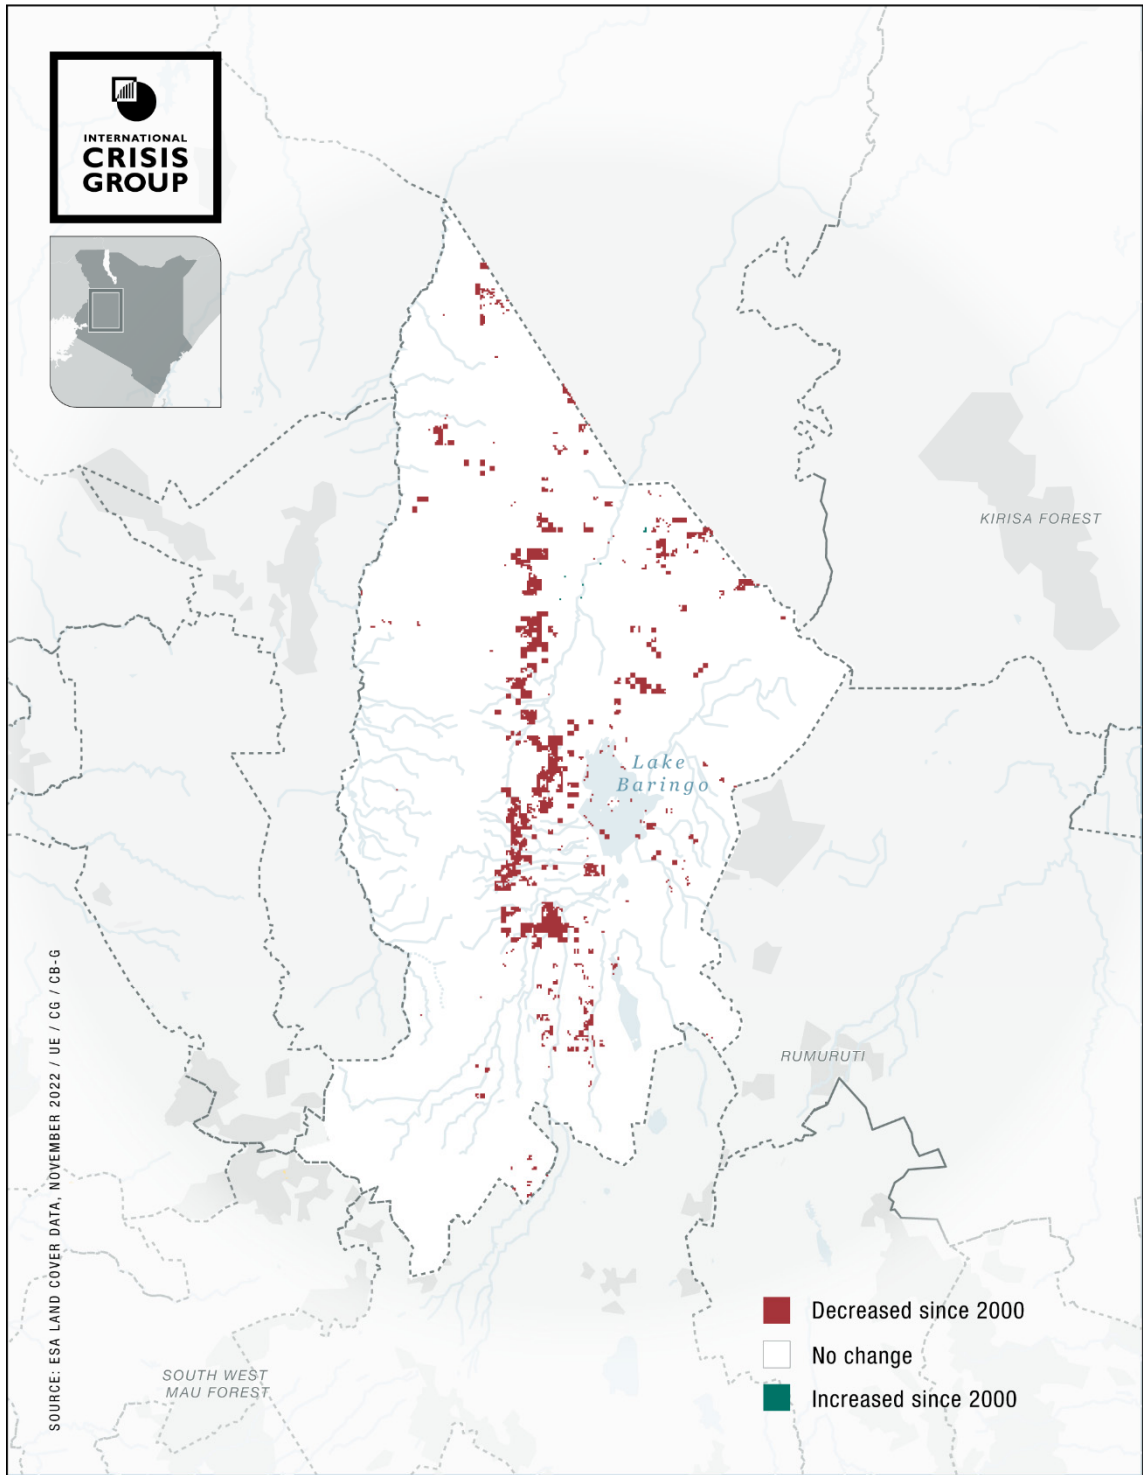 INTERNATIONAL
CRISIS
GROUP
KIRISA FOREST
Lake
Baringo
RUMURUTI
SOUTH WEST
MAU FOREST
Decreased since 2000
No change
Increased since 2000
SOURCE: ESA LAND COVER DATA, NOVEMBER 2022 / UE / CG / CB-G